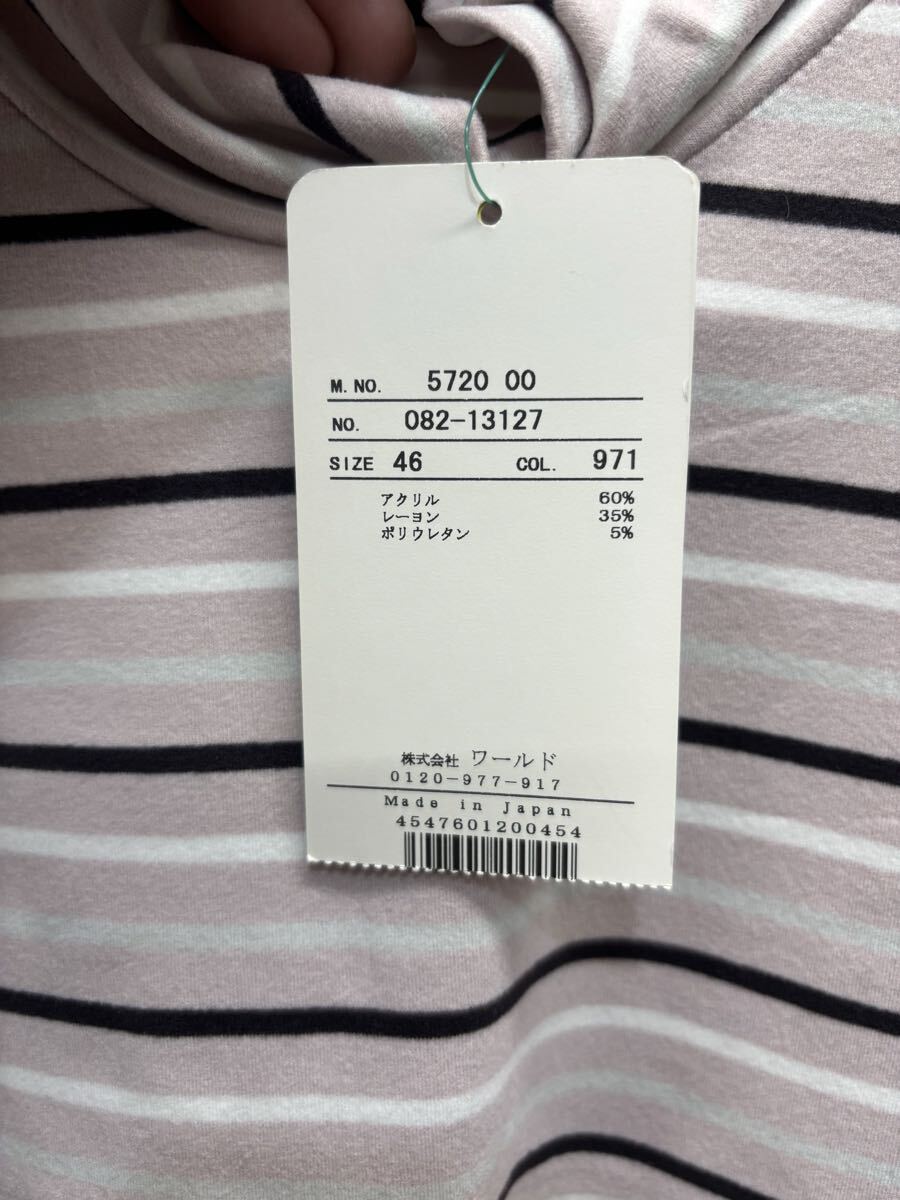 M. NO. 5720 00
NO. 082-13127
SIZE 46 COL. 971
アクリル 60%
レーヨン 35%
ポリウレタン 5%
株式会社 ワールド
0120-977-917
Made in Japan
4547601200454